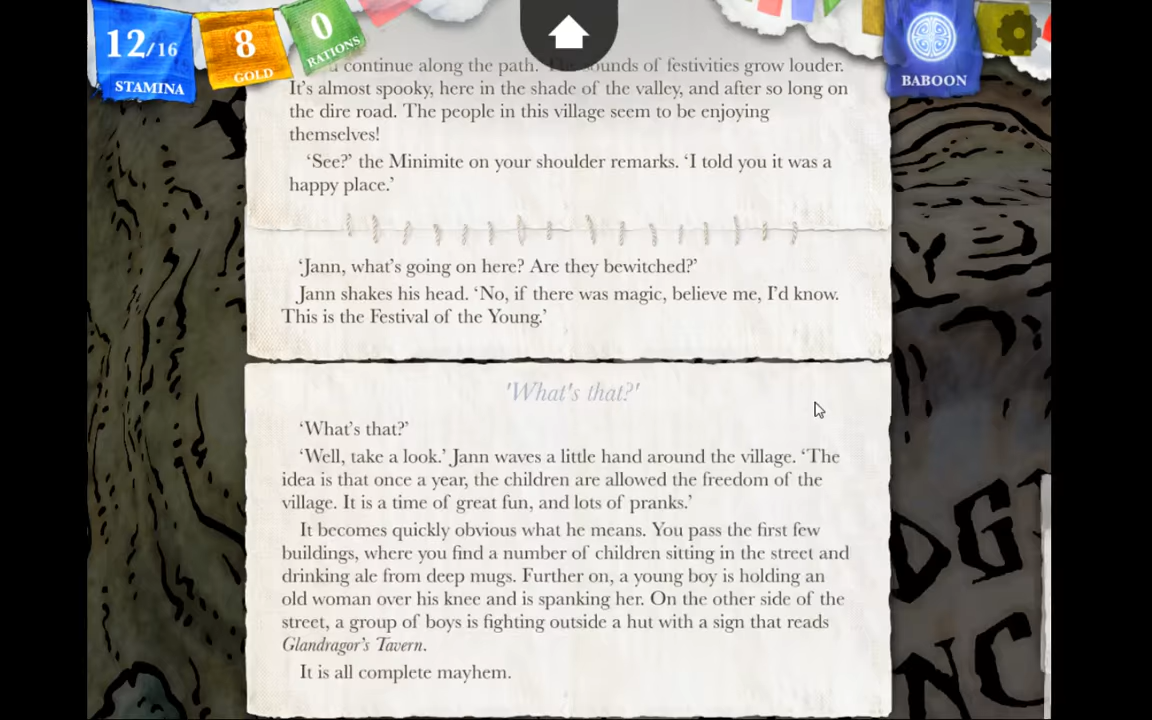 12/16
STAMINA
8
GOLD
0
RATIONS
BABOON
continue along the path. The sounds of festivities grow louder.
It's almost spooky, here in the shade of the valley, and after so long on
the dire road. The people in this village seem to be enjoying
themselves!
‘See?’ the Minimite on your shoulder remarks. ‘I told you it was a
happy place.’
‘Jann, what’s going on here? Are they bewitched?’
Jann shakes his head. ‘No, if there was magic, believe me, I’d know.
This is the Festival of the Young.’
'What's that?'
‘What’s that?’
‘Well, take a look.’ Jann waves a little hand around the village. ‘The
idea is that once a year, the children are allowed the freedom of the
village. It is a time of great fun, and lots of pranks.’
It becomes quickly obvious what he means. You pass the first few
buildings, where you find a number of children sitting in the street and
drinking ale from deep mugs. Further on, a young boy is holding an
old woman over his knee and is spanking her. On the other side of the
street, a group of boys is fighting outside a hut with a sign that reads
Glandragor’s Tavern.
It is all complete mayhem.